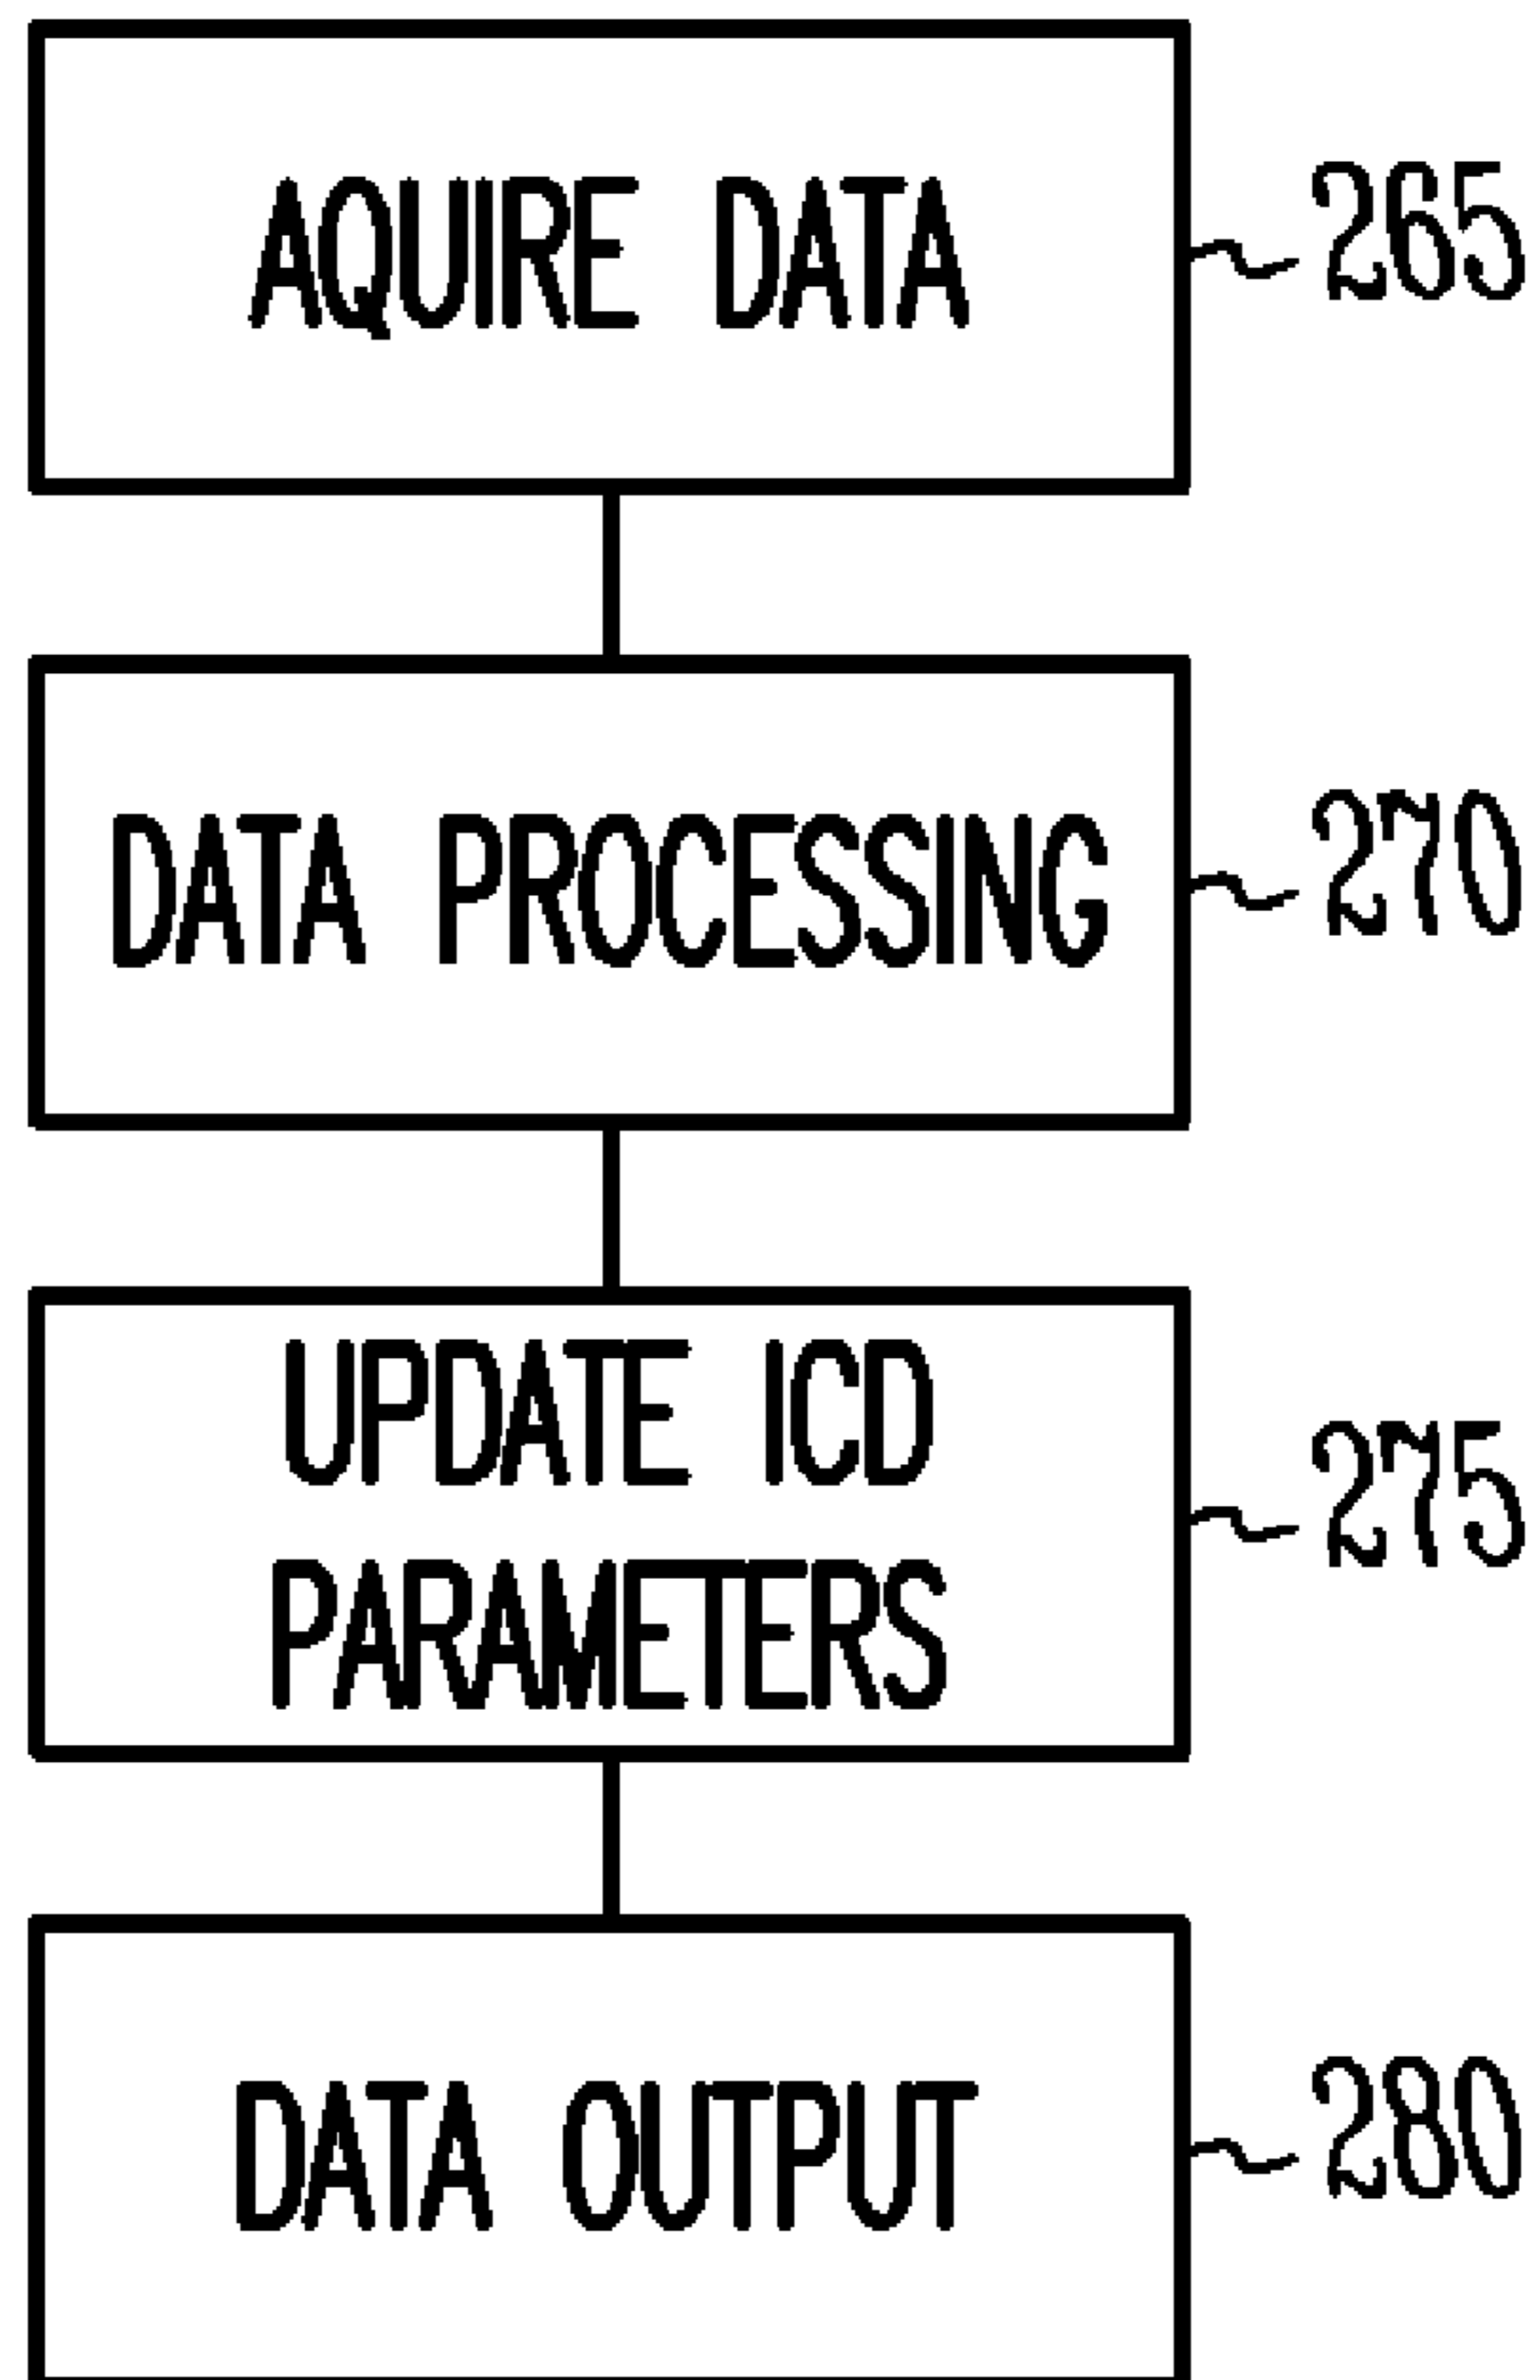 AQUIRE DATA
265
DATA PROCESSING
270
UPDATE ICD
PARAMETERS
275
DATA OUTPUT
280